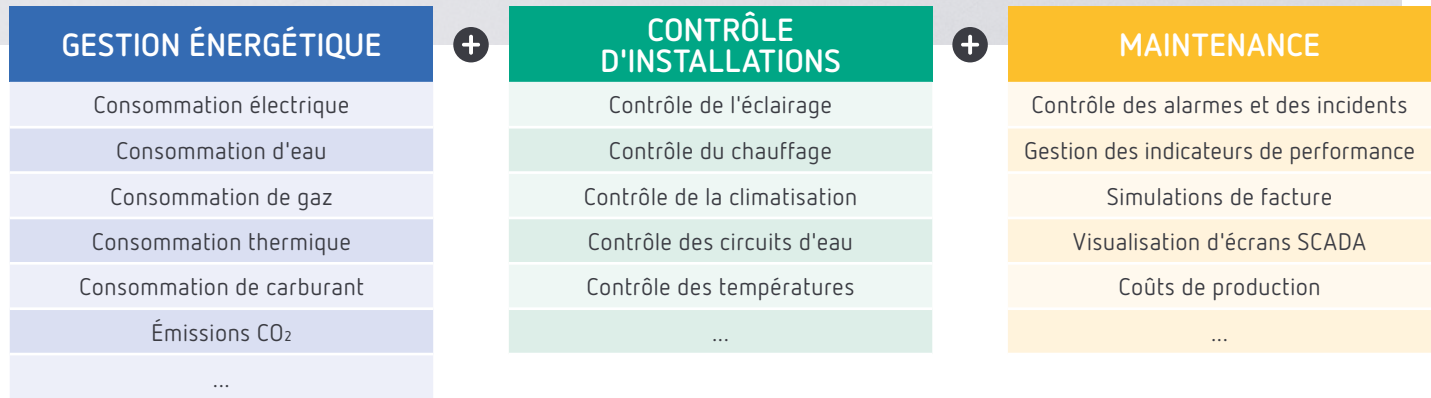 GESTION ÉNERGÉTIQUE
Consommation électrique
Consommation d'eau
Consommation de gaz
Consommation thermique
Consommation de carburant
Émissions CO₂
...
+
CONTRÔLE
D'INSTALLATIONS
Contrôle de l'éclairage
Contrôle du chauffage
Contrôle de la climatisation
Contrôle des circuits d'eau
Contrôle des températures
...
+
MAINTENANCE
Contrôle des alarmes et des incidents
Gestion des indicateurs de performance
Simulations de facture
Visualisation d'écrans SCADA
Coûts de production
...